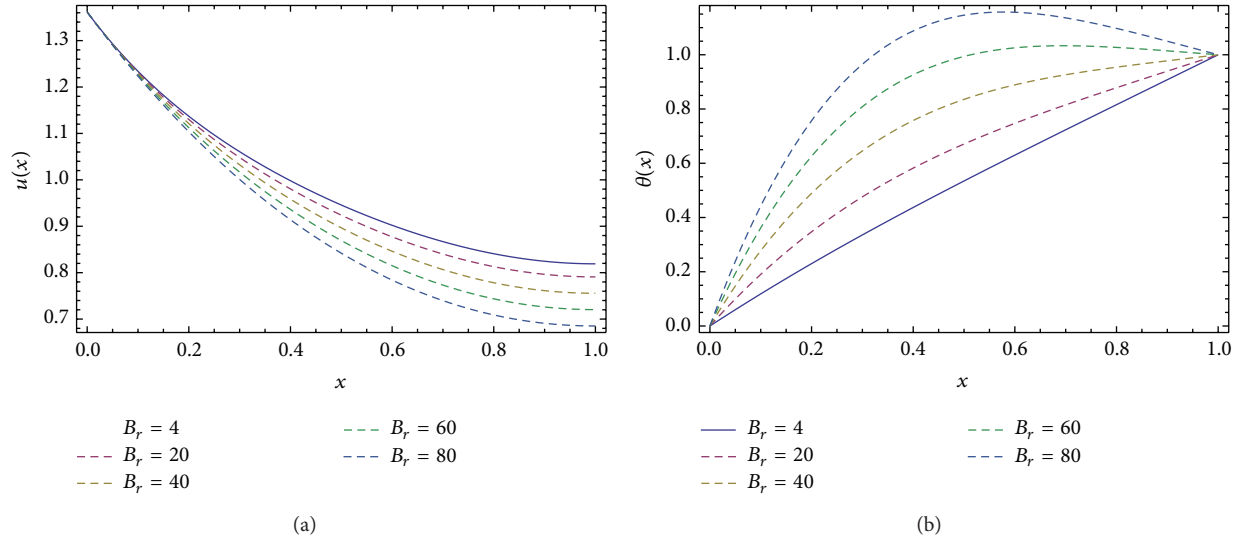 1.3
1.2
1.1
1.0
0.9
0.8
0.7
u(x)
0.0 0.2 0.4 0.6 0.8 1.0
x
B_r = 4
B_r = 20
B_r = 40
B_r = 60
B_r = 80
(a)
1.0
0.8
0.6
0.4
0.2
0.0
θ(x)
0.0 0.2 0.4 0.6 0.8 1.0
x
B_r = 4
B_r = 20
B_r = 40
B_r = 60
B_r = 80
(b)